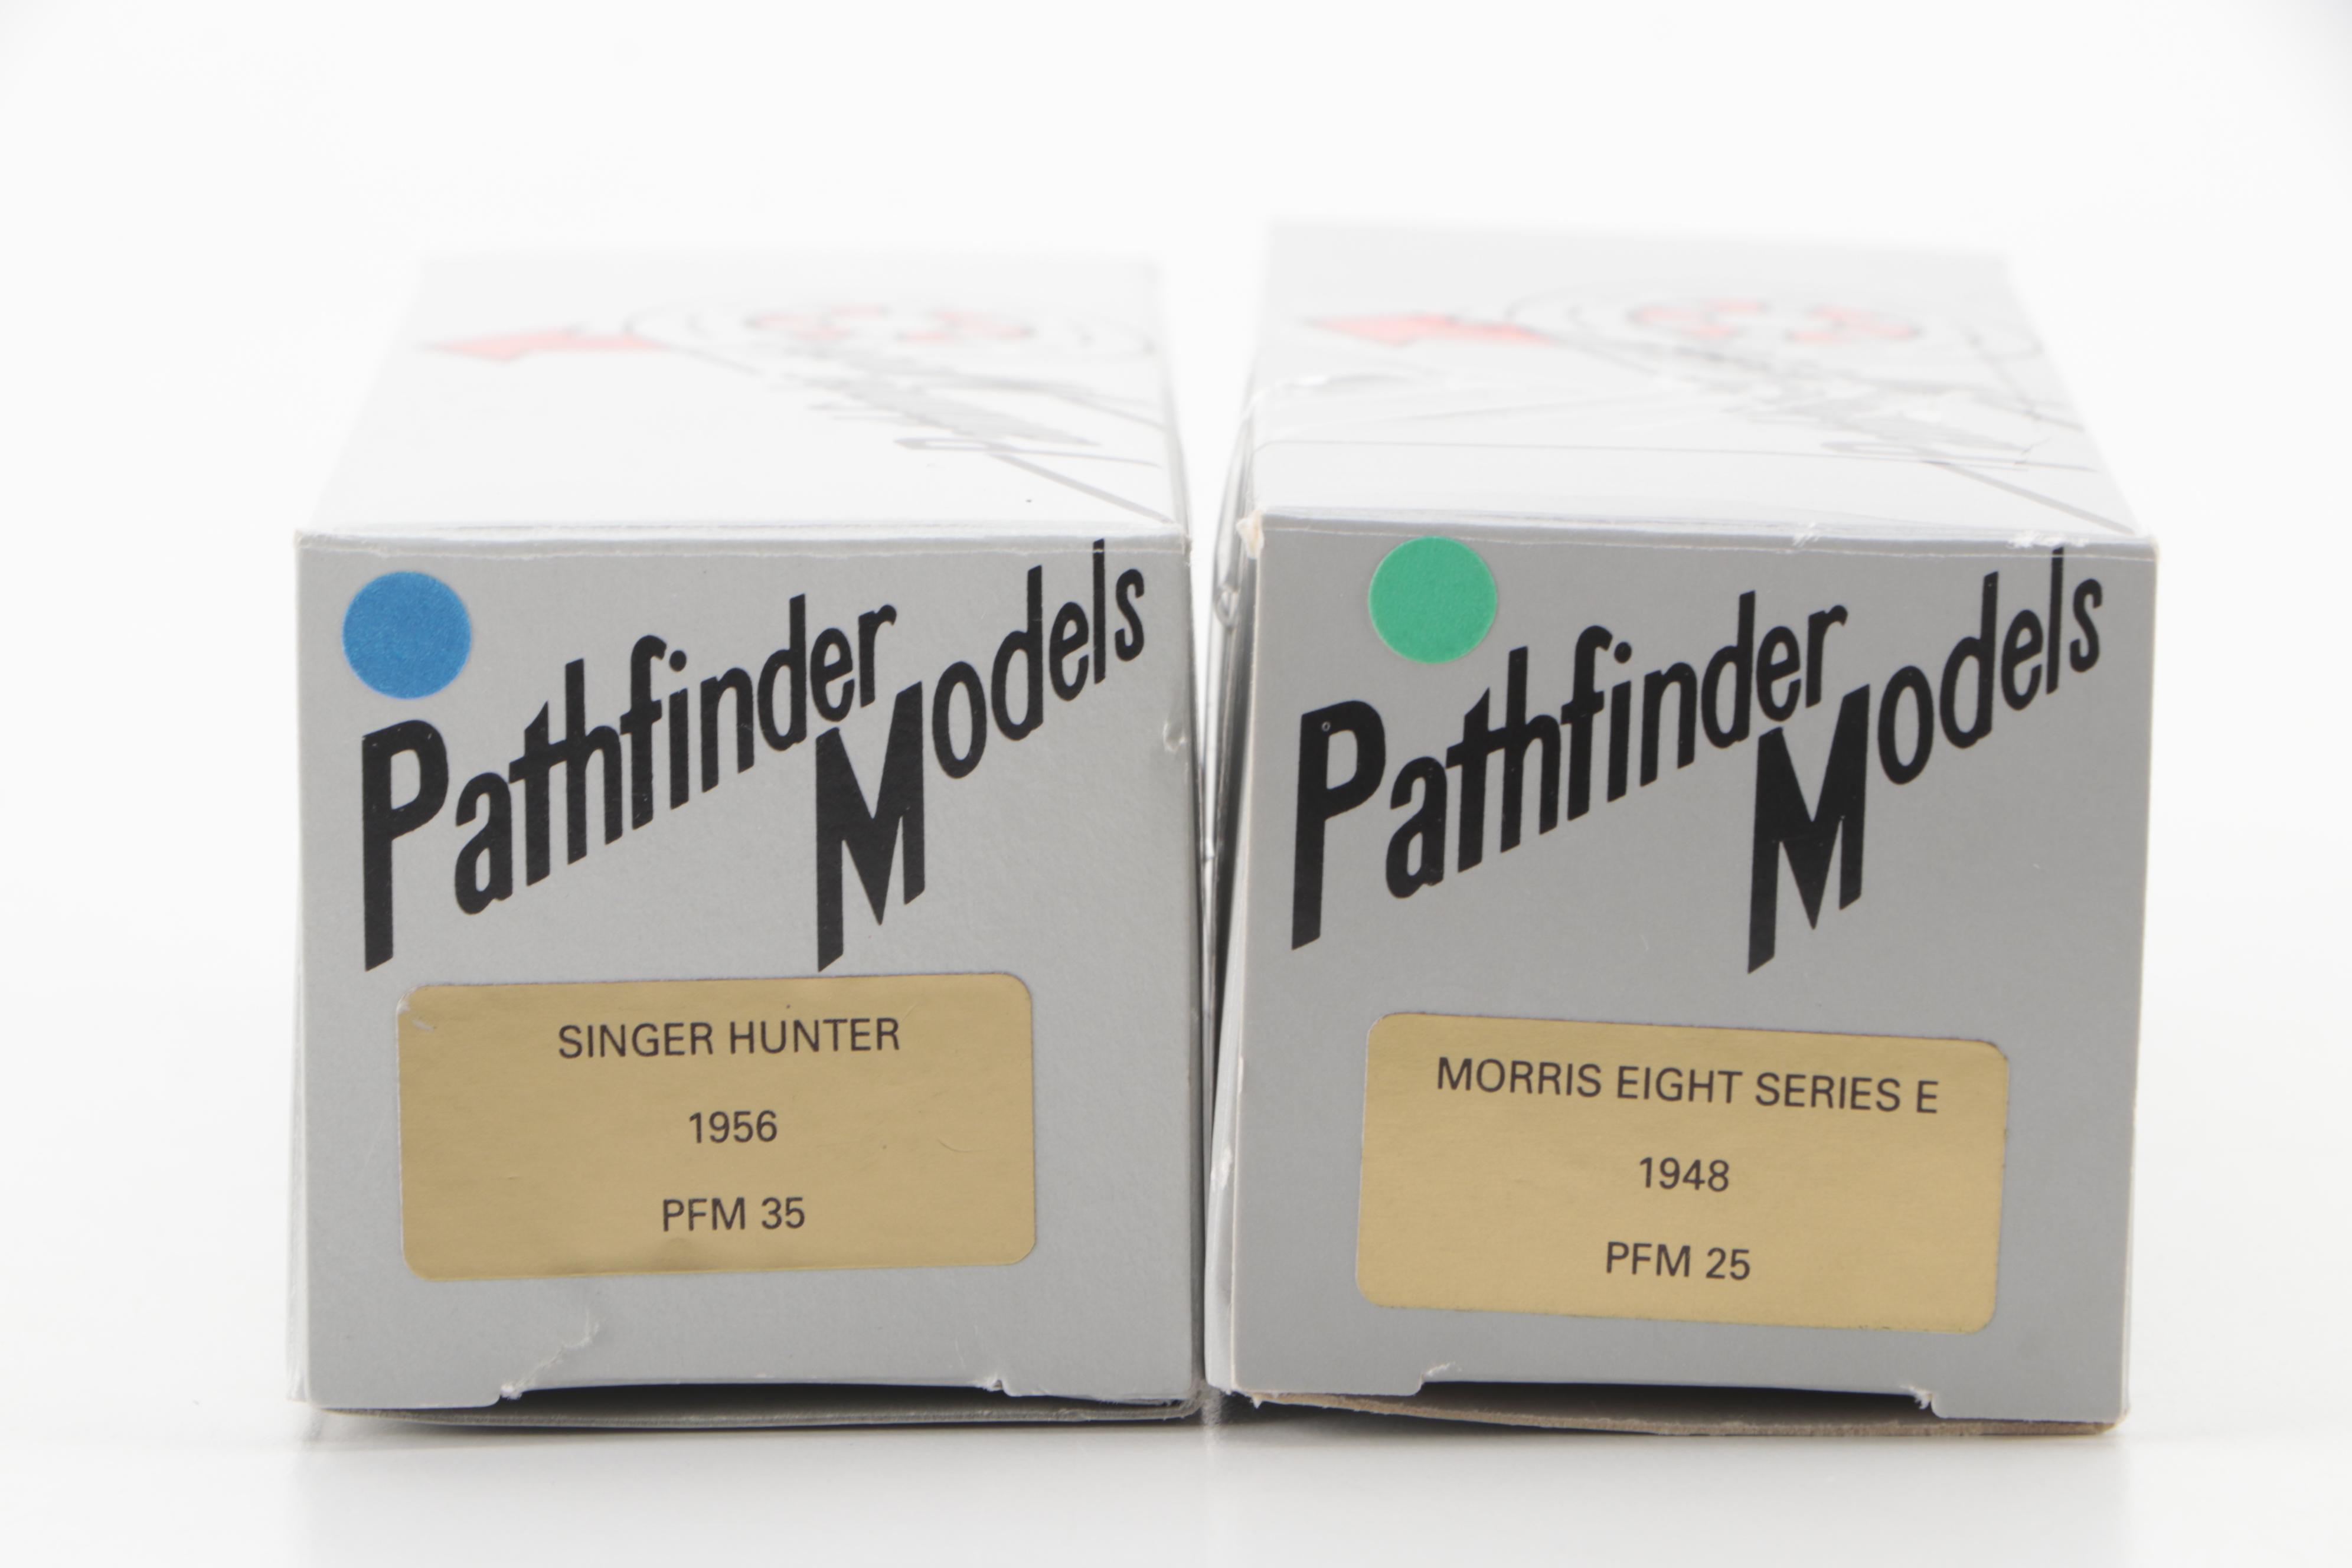 Pathfinder
Models
SINGER HUNTER
1956
PFM 35
Pathfinder
Models
MORRIS EIGHT SERIES E
1948
PFM 25